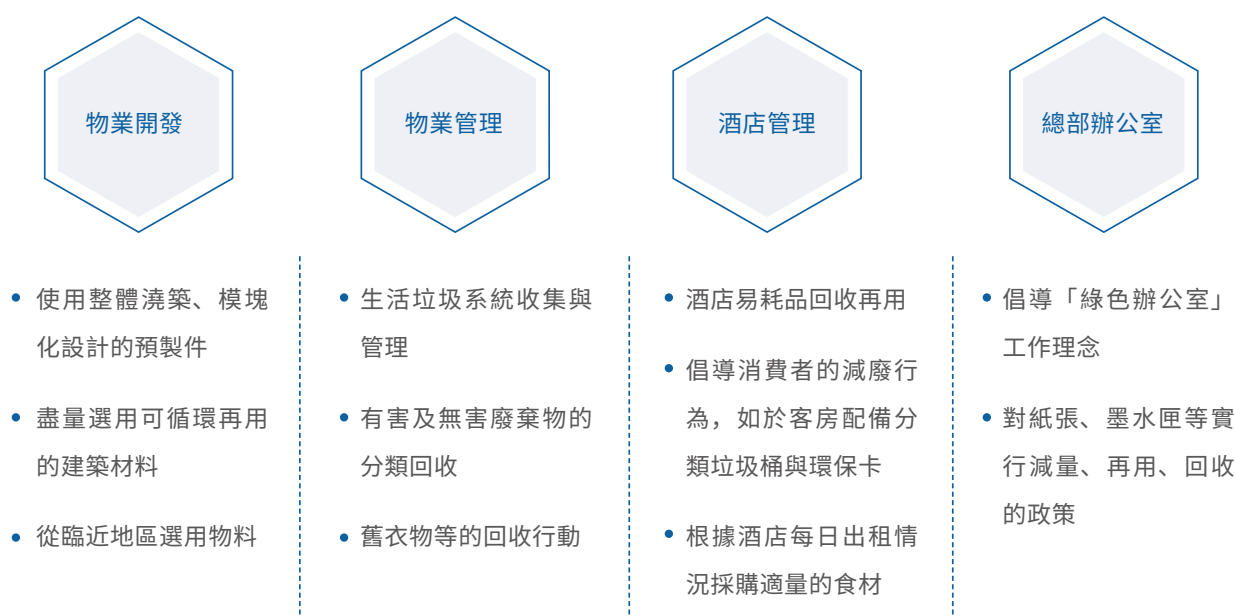 物業開發
使用整體澆築、模塊
化設計的預製件
盡量選用可循環再用
的建築材料
從臨近地區選用物料
物業管理
生活垃圾系統收集與
管理
有害及無害廢棄物的
分類回收
舊衣物等的回收行動
酒店管理
酒店易耗品回收再用
倡導消費者的減廢行
為，如於客房配備分
類垃圾桶與環保卡
根據酒店每日出租情
況採購適量的食材
總部辦公室
倡導「綠色辦公室」
工作理念
對紙張、墨水匣等實
行減量、再用、回收
的政策